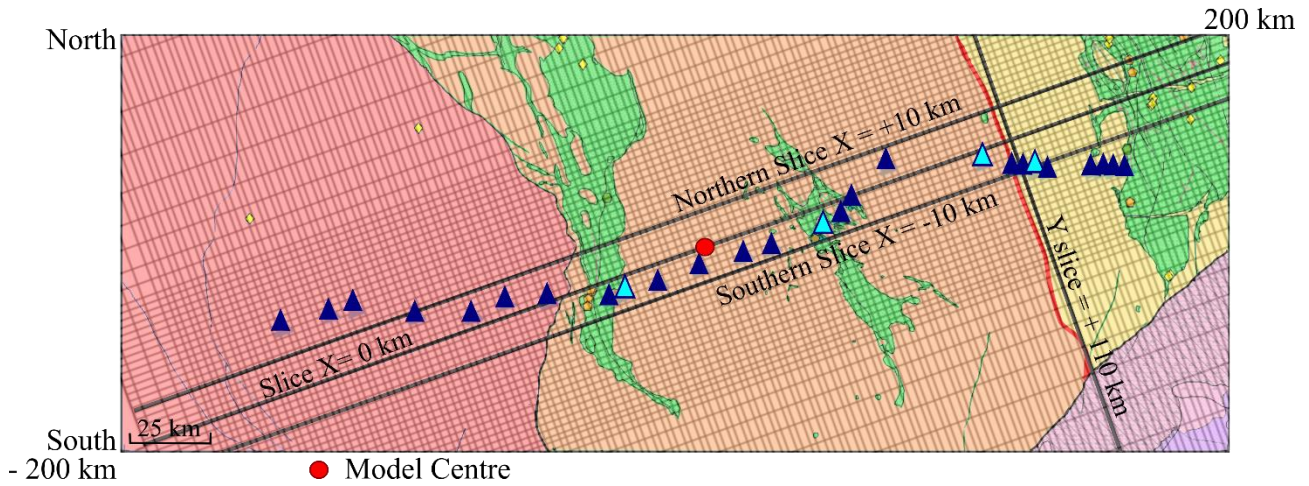 200 km
North
Northern Slice X = +10 km
Southern Slice X = -10 km
Y slice = + 110 km
Slice X= 0 km
25 km
South
- 200 km
Model Centre